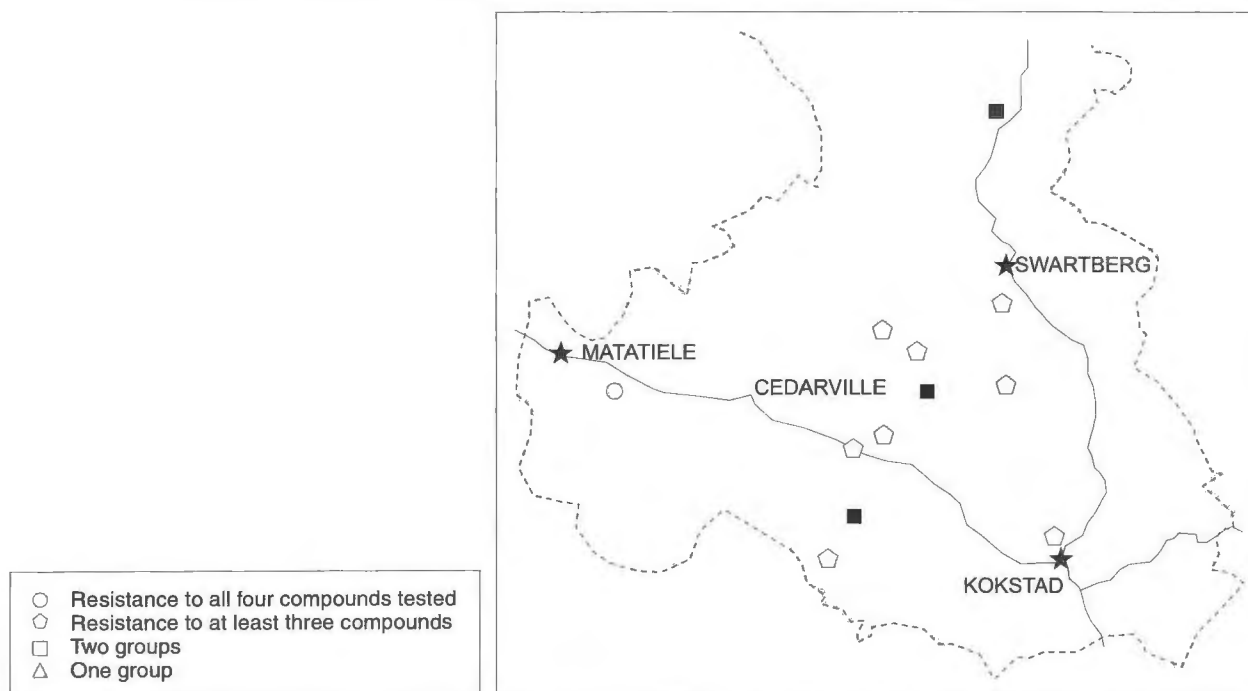 SWARTBERG
MATATIELE
CEDARVILLE
KOKSTAD
Resistance to all four compounds tested
Resistance to at least three compounds
Two groups
One group